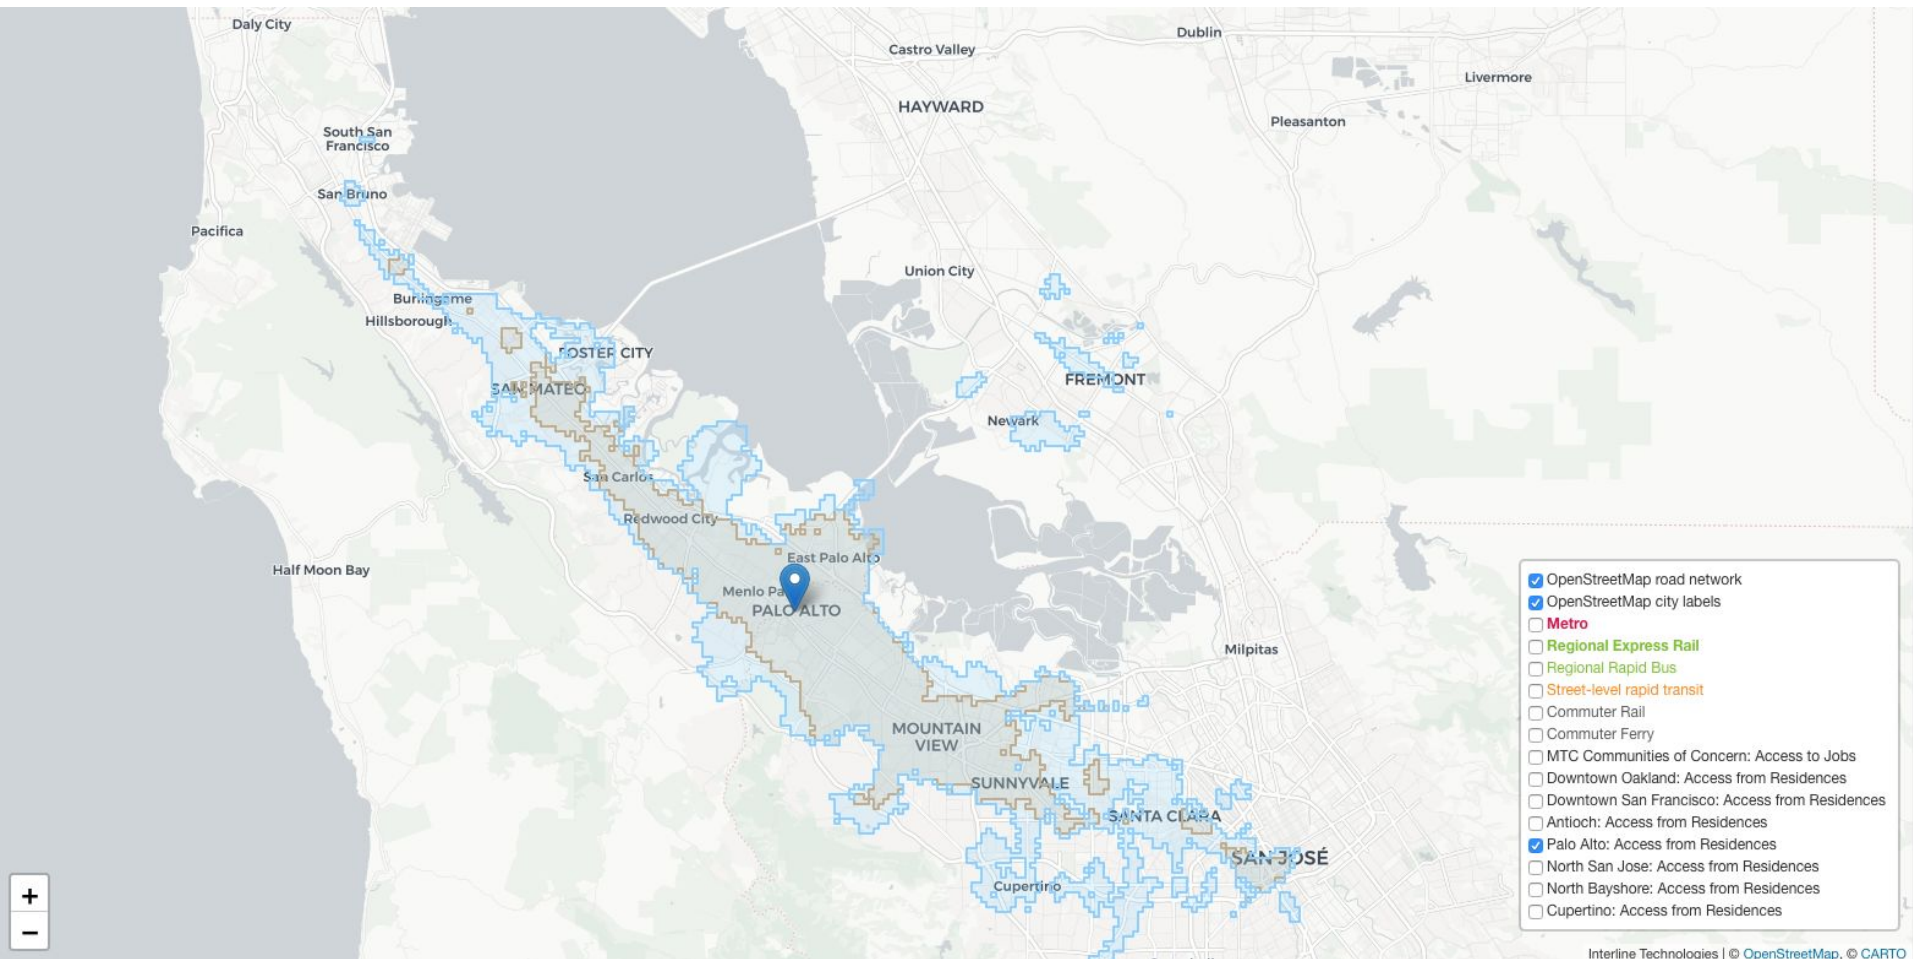 Daly City
Dublin
Castro Valley
Livermore
HAYWARD
Pleasanton
South San
Francisco
San Bruno
Pacifica
Union City
Burlingame
Hillsborough
FOSTER CITY
FREMONT
SAN MATEO
Newark
San Carlos
Redwood City
East Palo Alto
Half Moon Bay
Menlo Pa
PALO ALTO
Milpitas
MOUNTAIN
VIEW
SUNNYVALE
SANTA CLARA
SAN JOSÉ
Cupertino
OpenStreetMap road network
OpenStreetMap city labels
Metro
Regional Express Rail
Regional Rapid Bus
Street-level rapid transit
Commuter Rail
Commuter Ferry
MTC Communities of Concern: Access to Jobs
Downtown Oakland: Access from Residences
Downtown San Francisco: Access from Residences
Antioch: Access from Residences
Palo Alto: Access from Residences
North San Jose: Access from Residences
North Bayshore: Access from Residences
Cupertino: Access from Residences
+
−
Interline Technologies | © OpenStreetMap, © CARTO